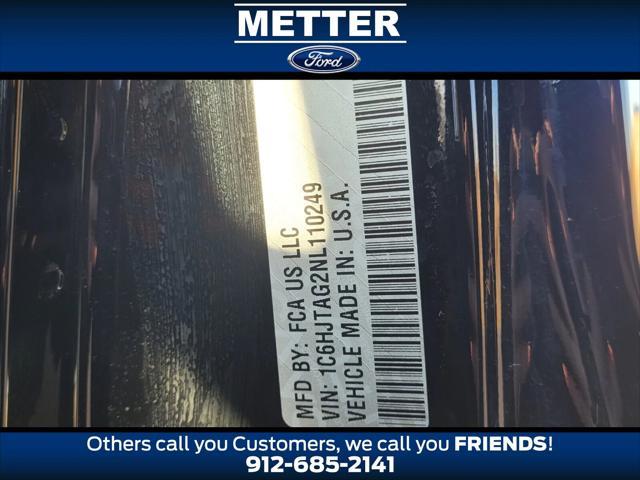 METTER
Ford
MFD BY: FCA US LLC
VIN: 1C6HJTAG2NL110249
VEHICLE MADE IN: U.S.A.
Others call you Customers, we call you FRIENDS!
912-685-2141